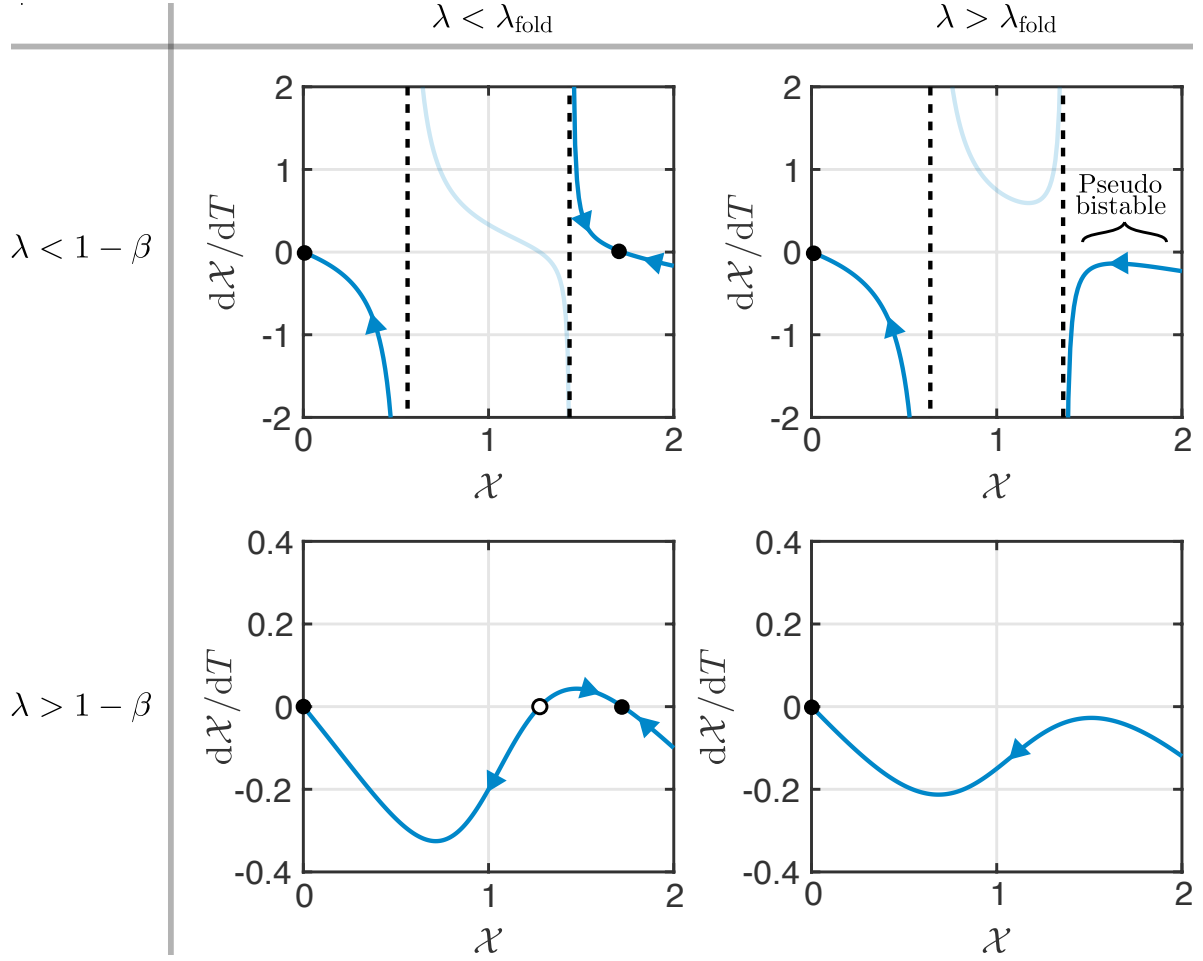 λ < λ_fold
λ > λ_fold
λ < 1 − β
2
1
0
-1
-2
d𝒳/dT
0
1
2
𝒳
2
1
0
-1
-2
d𝒳/dT
Pseudo
bistable
0
1
2
𝒳
λ > 1 − β
0.4
0.2
0
-0.2
-0.4
d𝒳/dT
0
1
2
𝒳
0.4
0.2
0
-0.2
-0.4
d𝒳/dT
0
1
2
𝒳